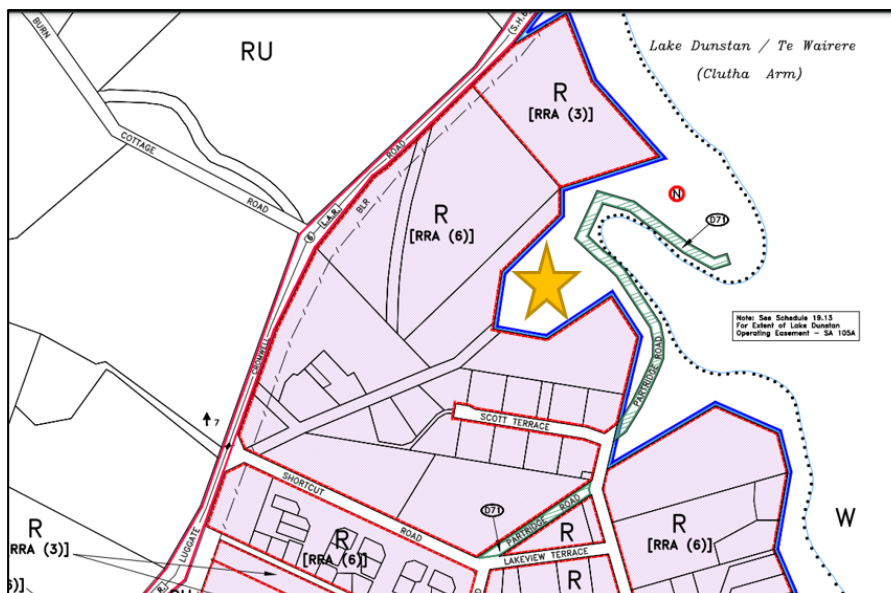 BURN
COTTAGE
ROAD
RU
(S.H.6
Lake Dunstan / Te Wairere
(Clutha Arm)
R
[RRA (3)]
ROAD
L.A.R.
6
BLR
R
[RRA (6)]
N
D71
Note: See Schedule 19.13
For Extent of Lake Dunstan
Operating Easement - SA 105A
CROMWELL
PARTRIDGE ROAD
SCOTT TERRACE
7
SHORTCUT
ROAD
D71
PARTRIDGE ROAD
LUGGATE
R
RRA (3)]
R
[RRA (6)]
R
LAKEVIEW TERRACE
R
R
[RRA (6)]
W